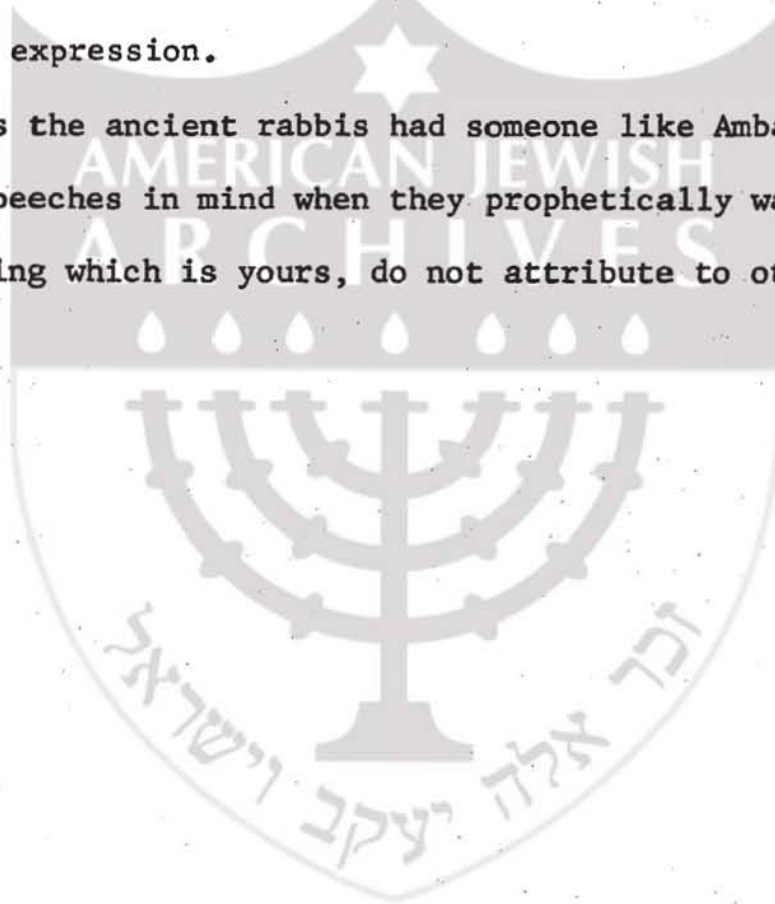 expression.
s the ancient rabbis had someone like Amba
AMERICAN JEWISH
peeches in mind when they prophetically wa
ARCHIVES
ing which is yours, do not attribute to ot
זכר אלה יעקב וישראל